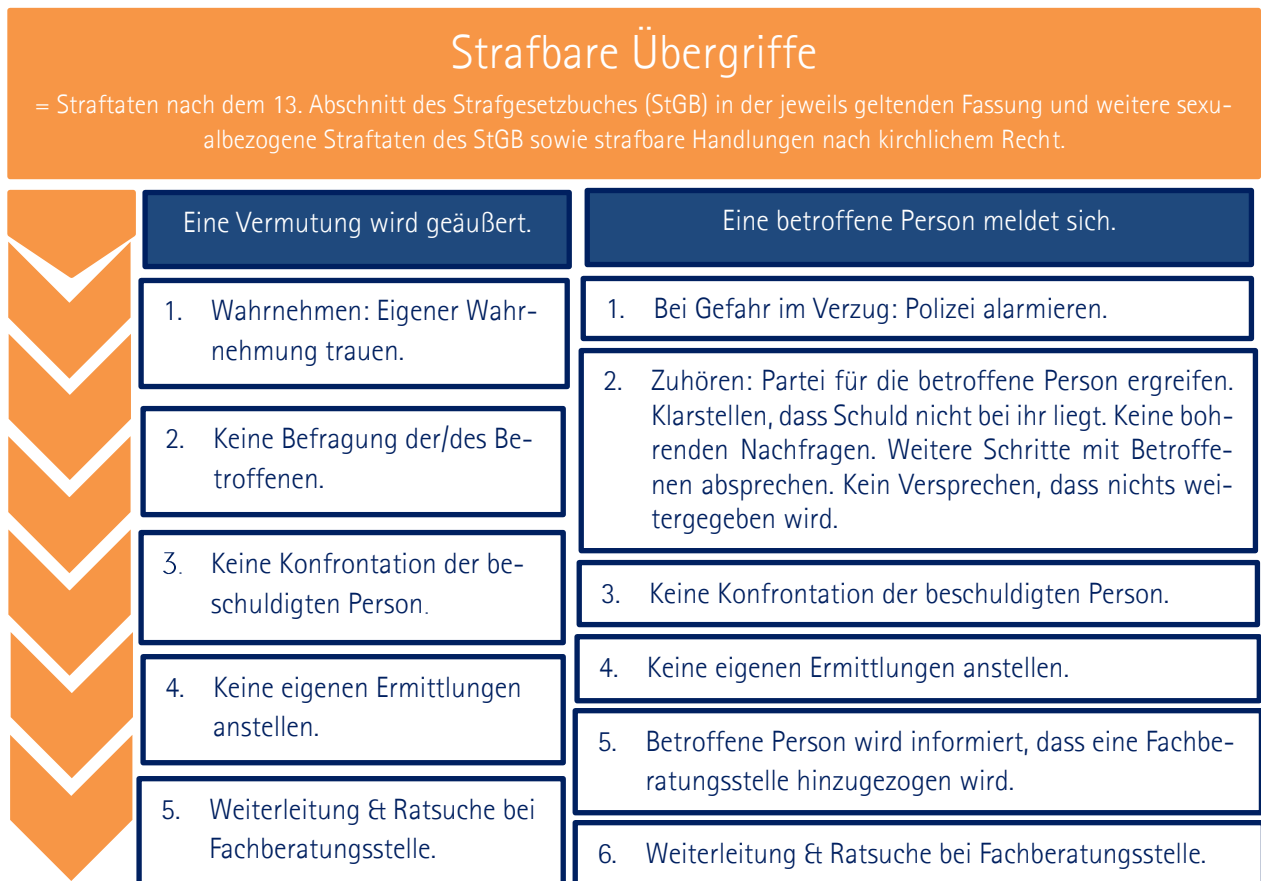 Strafbare Übergriffe
= Straftaten nach dem 13. Abschnitt des Strafgesetzbuches (StGB) in der jeweils geltenden Fassung und weitere sexu-
albezogene Straftaten des StGB sowie strafbare Handlungen nach kirchlichem Recht.
Eine Vermutung wird geäußert.
1. Wahrnehmen: Eigener Wahr-
nehmung trauen.
2. Keine Befragung der/des Be-
troffenen.
3. Keine Konfrontation der be-
schuldigten Person.
4. Keine eigenen Ermittlungen
anstellen.
5. Weiterleitung & Ratsuche bei
Fachberatungsstelle.
Eine betroffene Person meldet sich.
1. Bei Gefahr im Verzug: Polizei alarmieren.
2. Zuhören: Partei für die betroffene Person ergreifen.
Klarstellen, dass Schuld nicht bei ihr liegt. Keine boh-
renden Nachfragen. Weitere Schritte mit Betroffe-
nen absprechen. Kein Versprechen, dass nichts wei-
tergegeben wird.
3. Keine Konfrontation der beschuldigten Person.
4. Keine eigenen Ermittlungen anstellen.
5. Betroffene Person wird informiert, dass eine Fachbe-
ratungsstelle hinzugezogen wird.
6. Weiterleitung & Ratsuche bei Fachberatungsstelle.